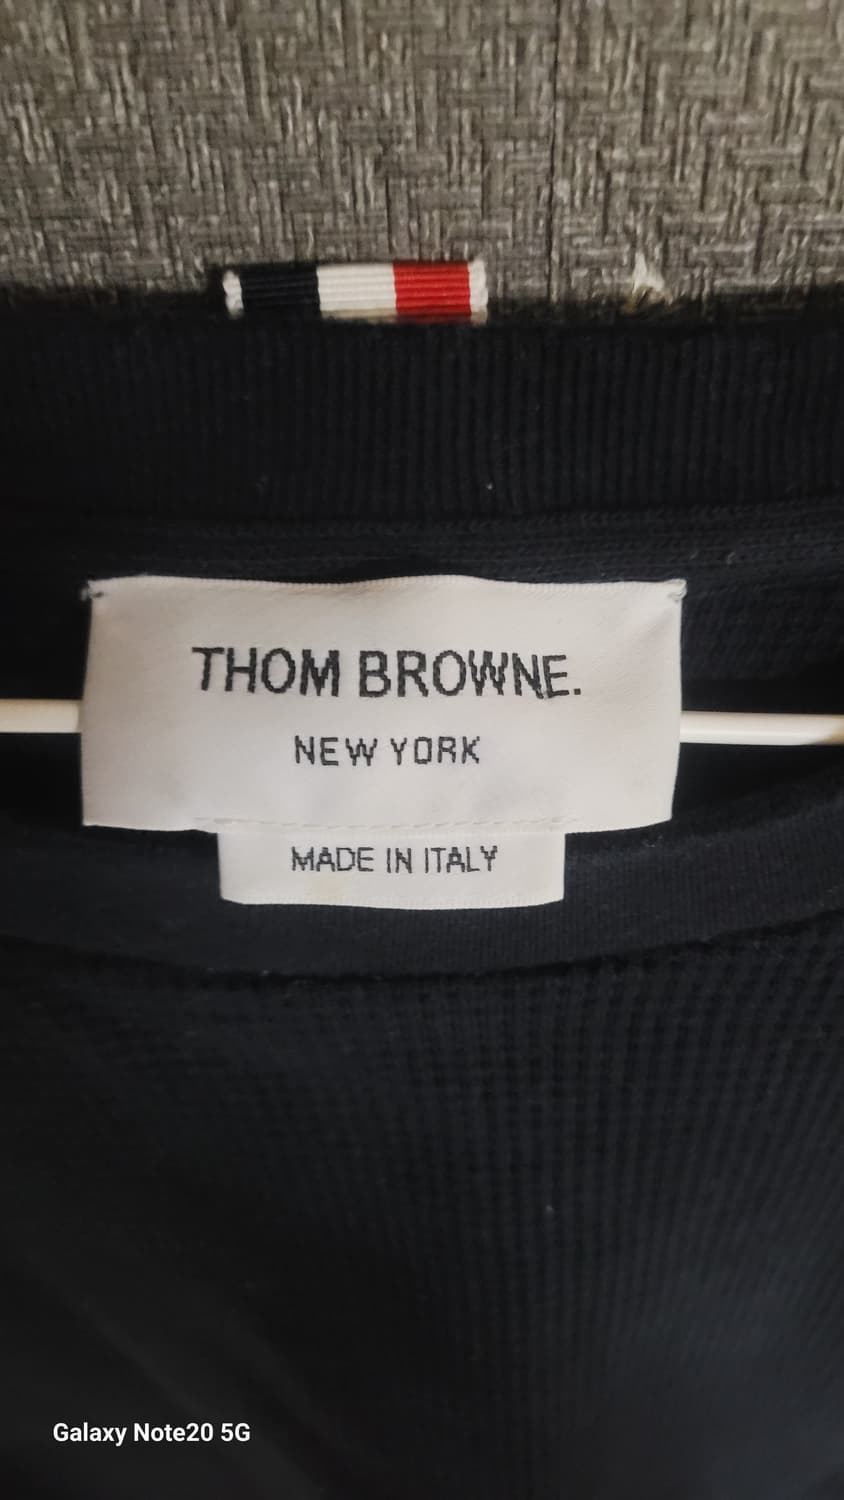 THOM BROWNE.
NEW YORK
MADE IN ITALY
Galaxy Note20 5G